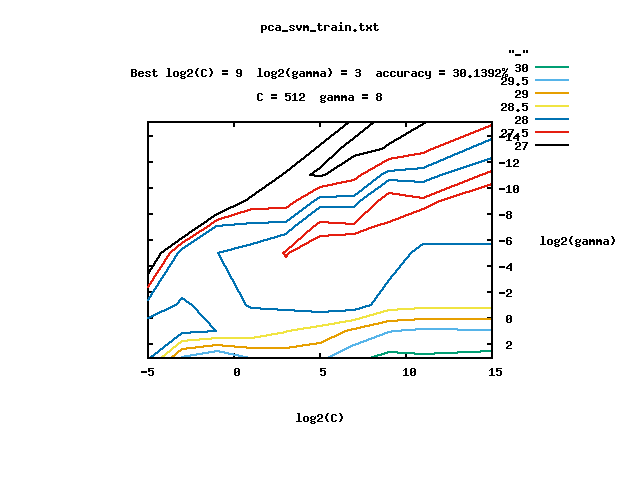 pca_svm_train.txt
Best log2(C) = 9 log2(gamma) = 3 accuracy = 30.1392%
C = 512 gamma = 8
"-"
30
29.5
29
28.5
28
27.5
27
-14
-12
-10
-8
-6
-4
-2
0
2
log2(gamma)
-5 0 5 10 15
log2(C)